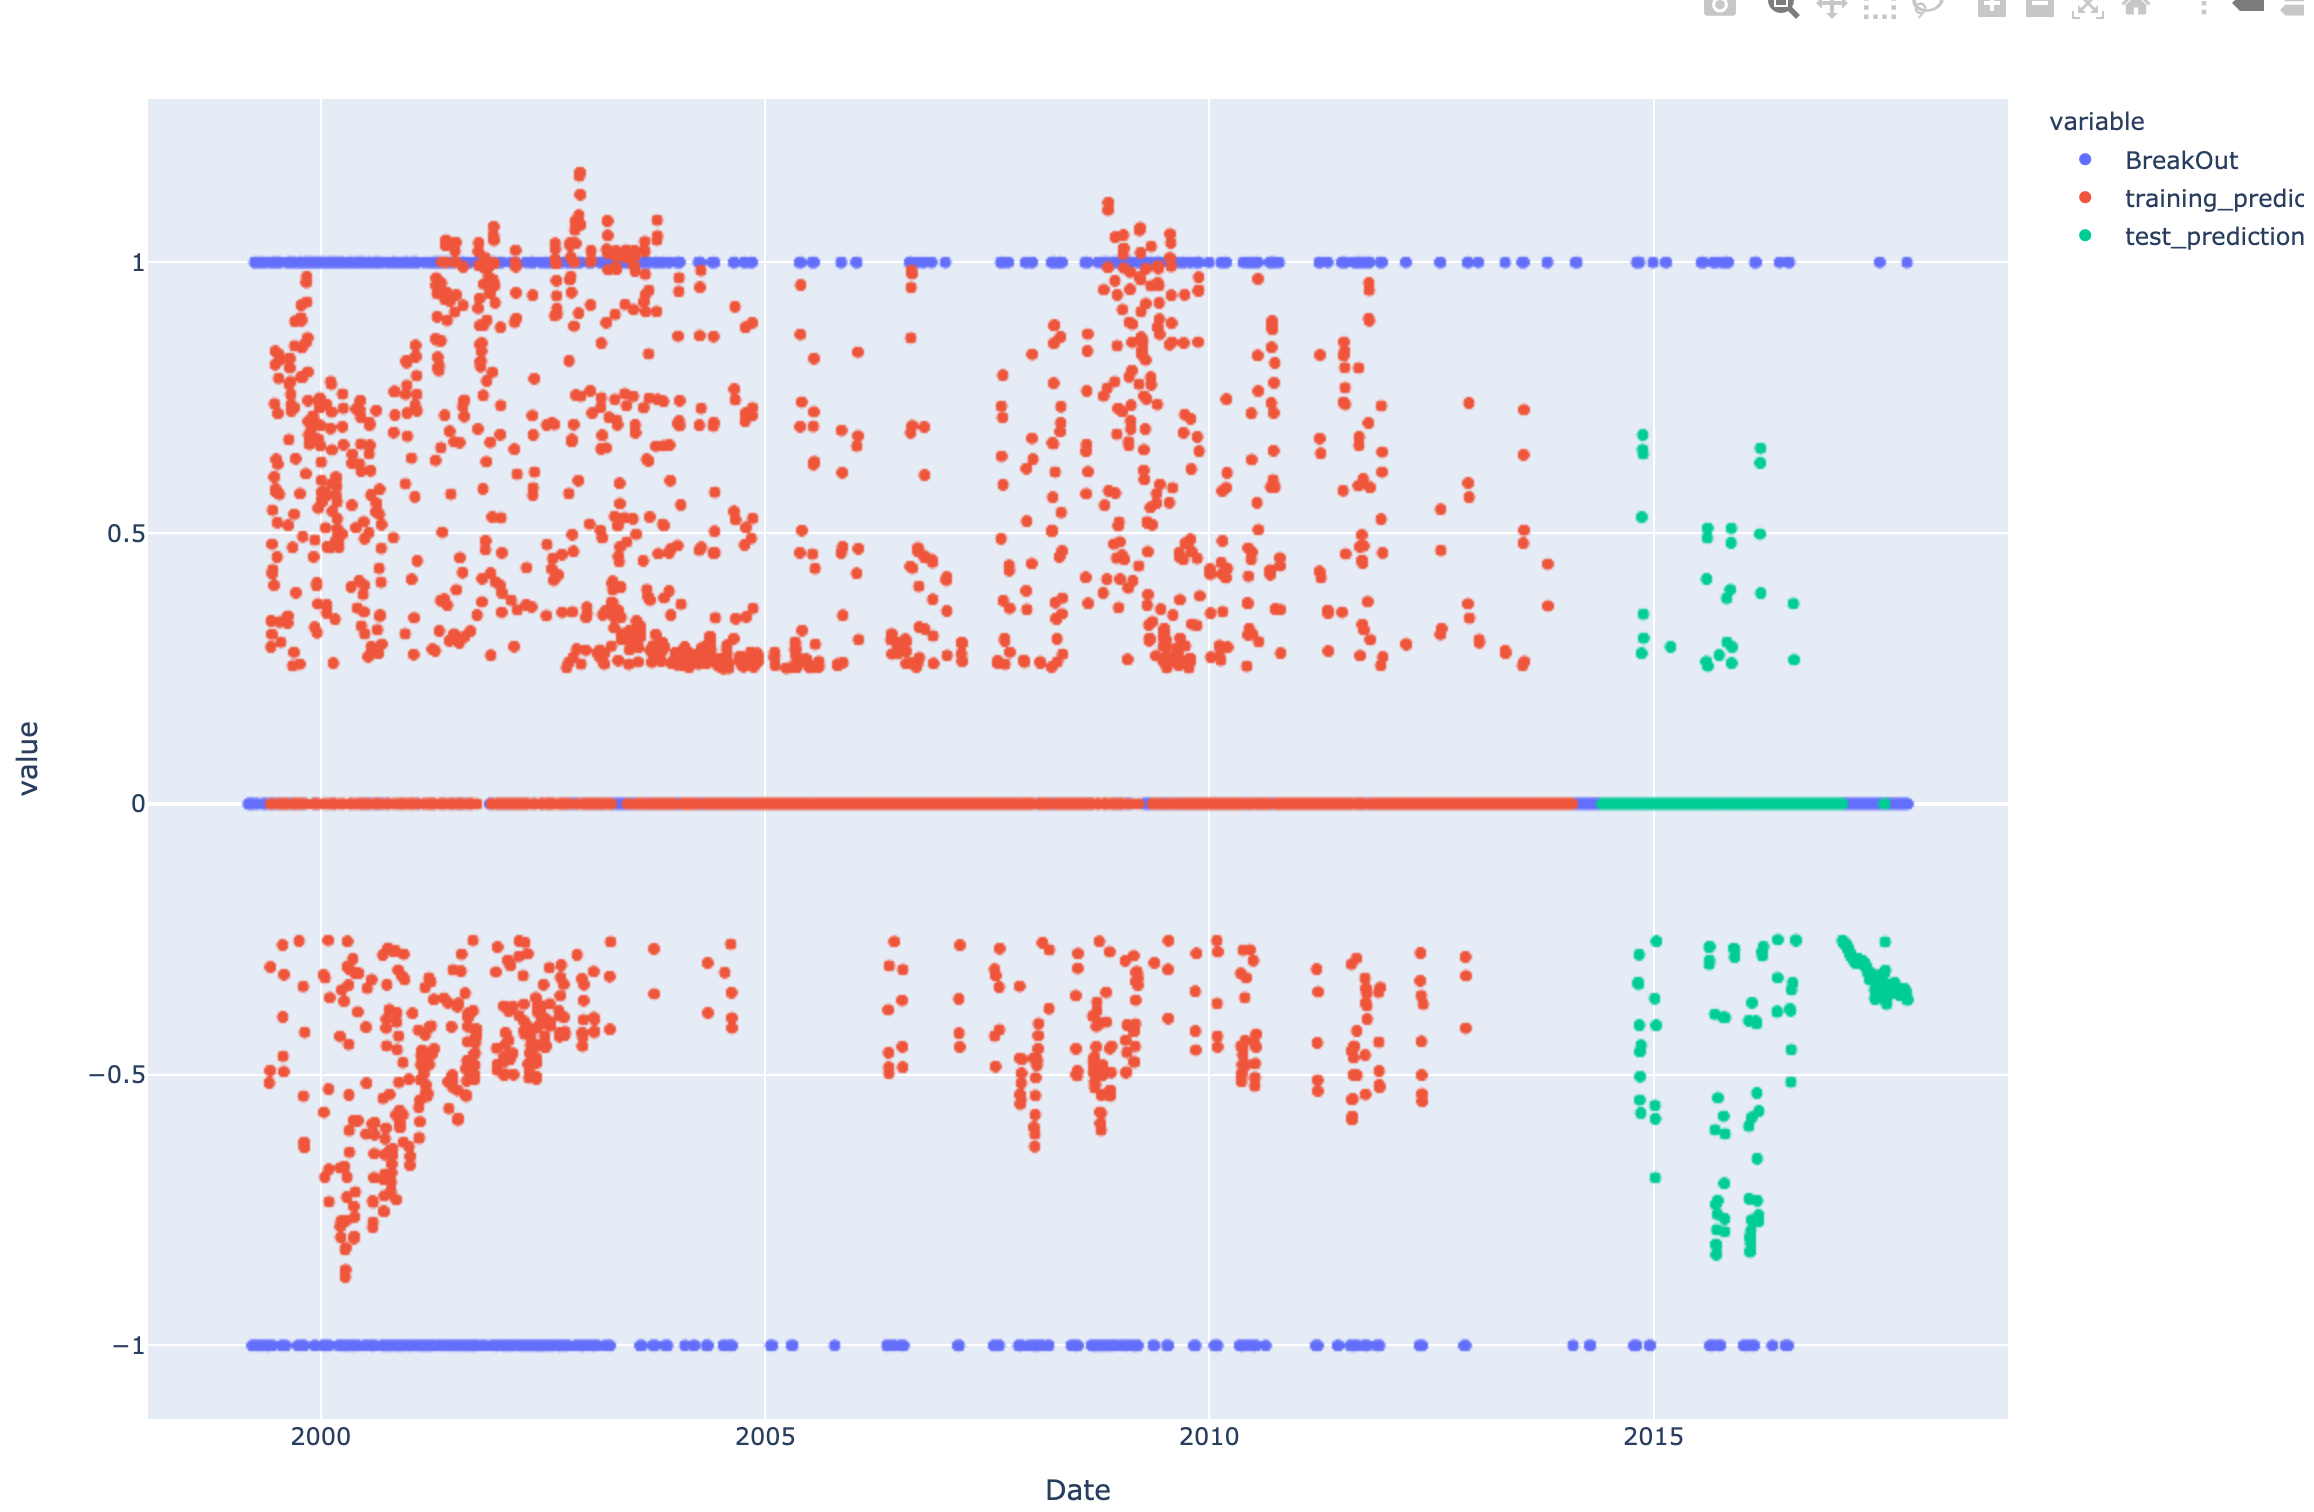 variable
BreakOut
training_predic
test_prediction
1
0.5
0
−0.5
−1
value
2000
2005
2010
2015
Date